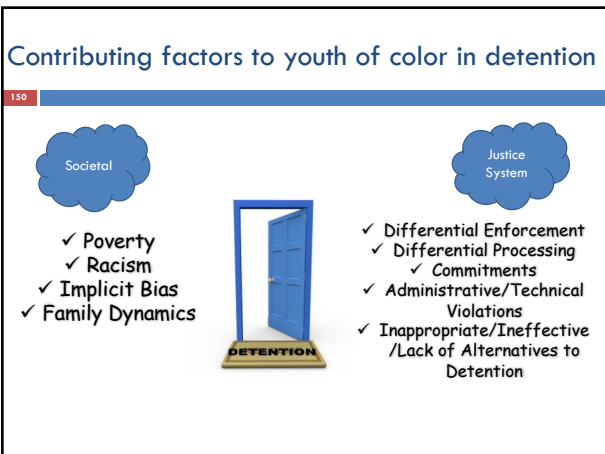 Contributing factors to youth of color in detention
150
Societal
✓ Poverty
✓ Racism
✓ Implicit Bias
✓ Family Dynamics
DETENTION
Justice
System
✓ Differential Enforcement
✓ Differential Processing
✓ Commitments
✓ Administrative/Technical
Violations
✓ Inappropriate/Ineffective
/Lack of Alternatives to
Detention